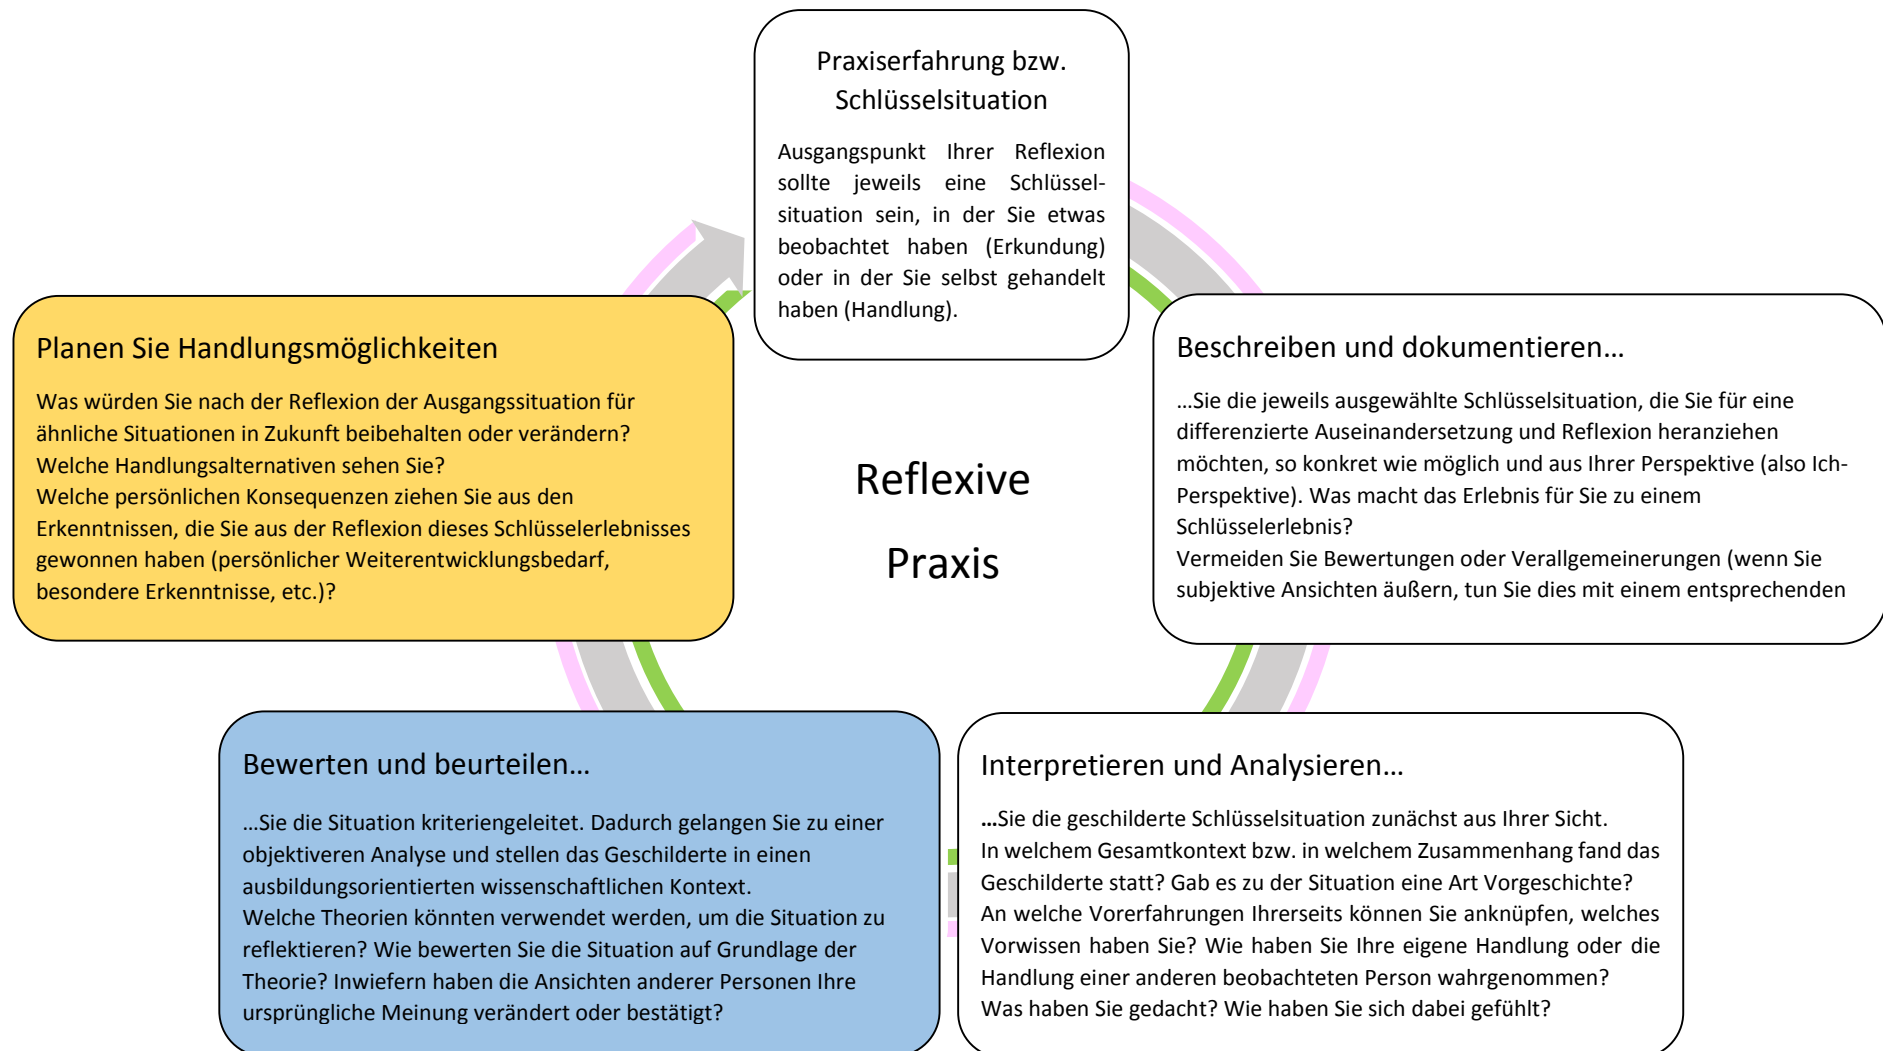 Praxiserfahrung bzw.
Schlüsselsituation
Ausgangspunkt Ihrer Reflexion
sollte jeweils eine Schlüssel-
situation sein, in der Sie etwas
beobachtet haben (Erkundung)
oder in der Sie selbst gehandelt
haben (Handlung).
Beschreiben und dokumentieren…
…Sie die jeweils ausgewählte Schlüsselsituation, die Sie für eine
differenzierte Auseinandersetzung und Reflexion heranziehen
möchten, so konkret wie möglich und aus Ihrer Perspektive (also Ich-
Perspektive). Was macht das Erlebnis für Sie zu einem
Schlüsselerlebnis?
Vermeiden Sie Bewertungen oder Verallgemeinerungen (wenn Sie
subjektive Ansichten äußern, tun Sie dies mit einem entsprechenden
Interpretieren und Analysieren…
…Sie die geschilderte Schlüsselsituation zunächst aus Ihrer Sicht.
In welchem Gesamtkontext bzw. in welchem Zusammenhang fand das
Geschilderte statt? Gab es zu der Situation eine Art Vorgeschichte?
An welche Vorerfahrungen Ihrerseits können Sie anknüpfen, welches
Vorwissen haben Sie? Wie haben Sie Ihre eigene Handlung oder die
Handlung einer anderen beobachteten Person wahrgenommen?
Was haben Sie gedacht? Wie haben Sie sich dabei gefühlt?
Bewerten und beurteilen…
…Sie die Situation kriteriengeleitet. Dadurch gelangen Sie zu einer
objektiveren Analyse und stellen das Geschilderte in einen
ausbildungsorientierten wissenschaftlichen Kontext.
Welche Theorien könnten verwendet werden, um die Situation zu
reflektieren? Wie bewerten Sie die Situation auf Grundlage der
Theorie? Inwiefern haben die Ansichten anderer Personen Ihre
ursprüngliche Meinung verändert oder bestätigt?
Planen Sie Handlungsmöglichkeiten
Was würden Sie nach der Reflexion der Ausgangssituation für
ähnliche Situationen in Zukunft beibehalten oder verändern?
Welche Handlungsalternativen sehen Sie?
Welche persönlichen Konsequenzen ziehen Sie aus den
Erkenntnissen, die Sie aus der Reflexion dieses Schlüsselerlebnisses
gewonnen haben (persönlicher Weiterentwicklungsbedarf,
besondere Erkenntnisse, etc.)?
Reflexive
Praxis